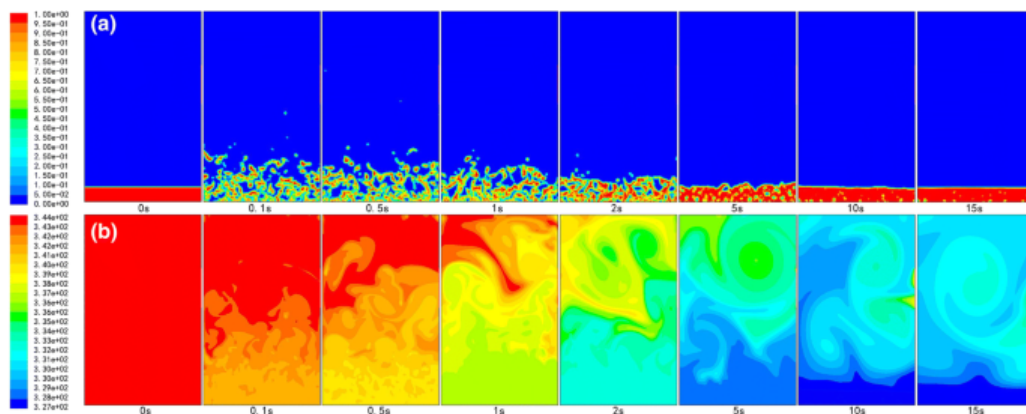 (a)
1.00e+00
9.50e-01
9.00e-01
8.50e-01
8.00e-01
7.50e-01
7.00e-01
6.50e-01
6.00e-01
5.50e-01
5.00e-01
4.50e-01
4.00e-01
3.50e-01
3.00e-01
2.50e-01
2.00e-01
1.50e-01
1.00e-01
5.00e-02
0.00e+00
0s 0.1s 0.5s 1s 2s 5s 10s 15s
(b)
3.44e+02
3.43e+02
3.42e+02
3.42e+02
3.41e+02
3.40e+02
3.39e+02
3.38e+02
3.37e+02
3.36e+02
3.36e+02
3.35e+02
3.34e+02
3.33e+02
3.32e+02
3.31e+02
3.30e+02
3.30e+02
3.29e+02
3.28e+02
3.27e+02
0s 0.1s 0.5s 1s 2s 5s 10s 15s